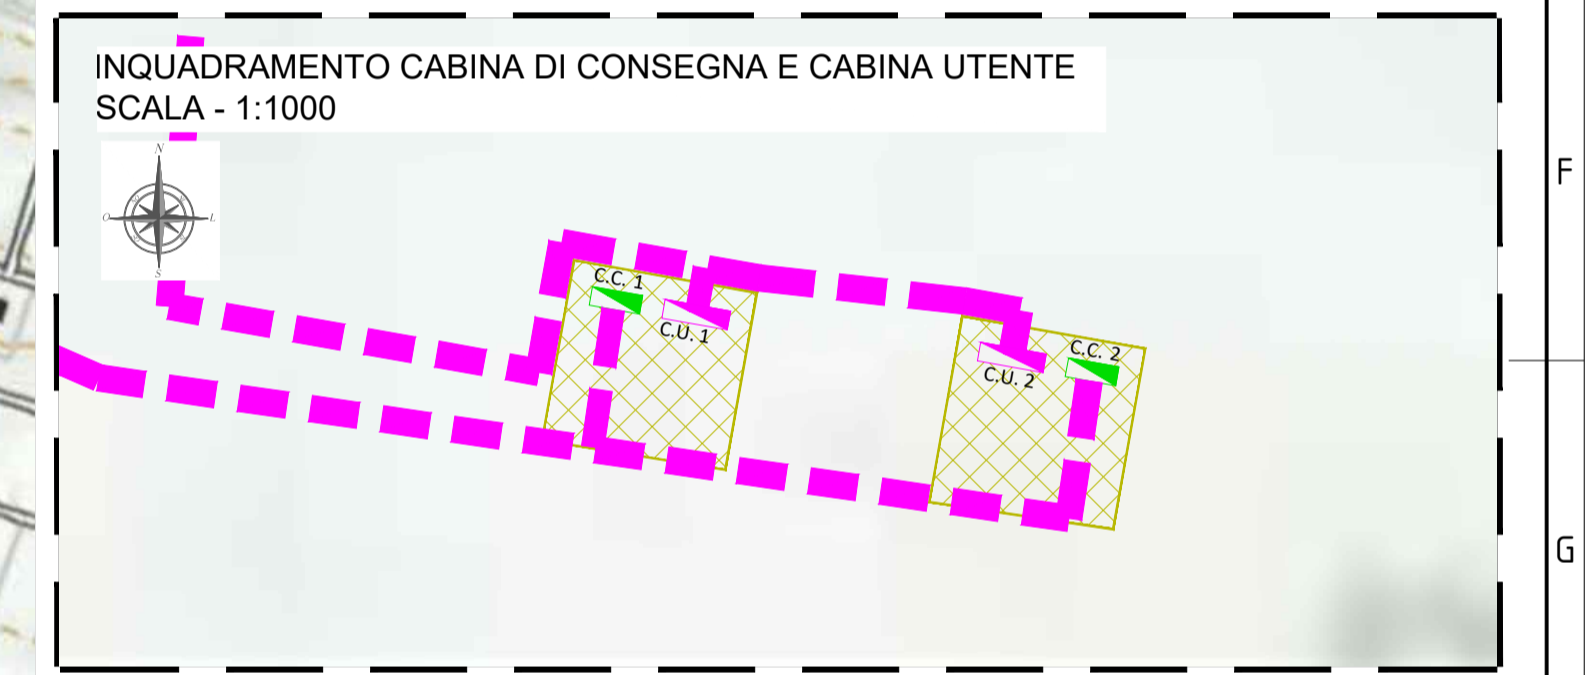 INQUADRAMENTO CABINA DI CONSEGNA E CABINA UTENTE
SCALA - 1:1000
N
O
L
S
F
C.C. 1
C.U. 1
C.C. 2
C.U. 2
G